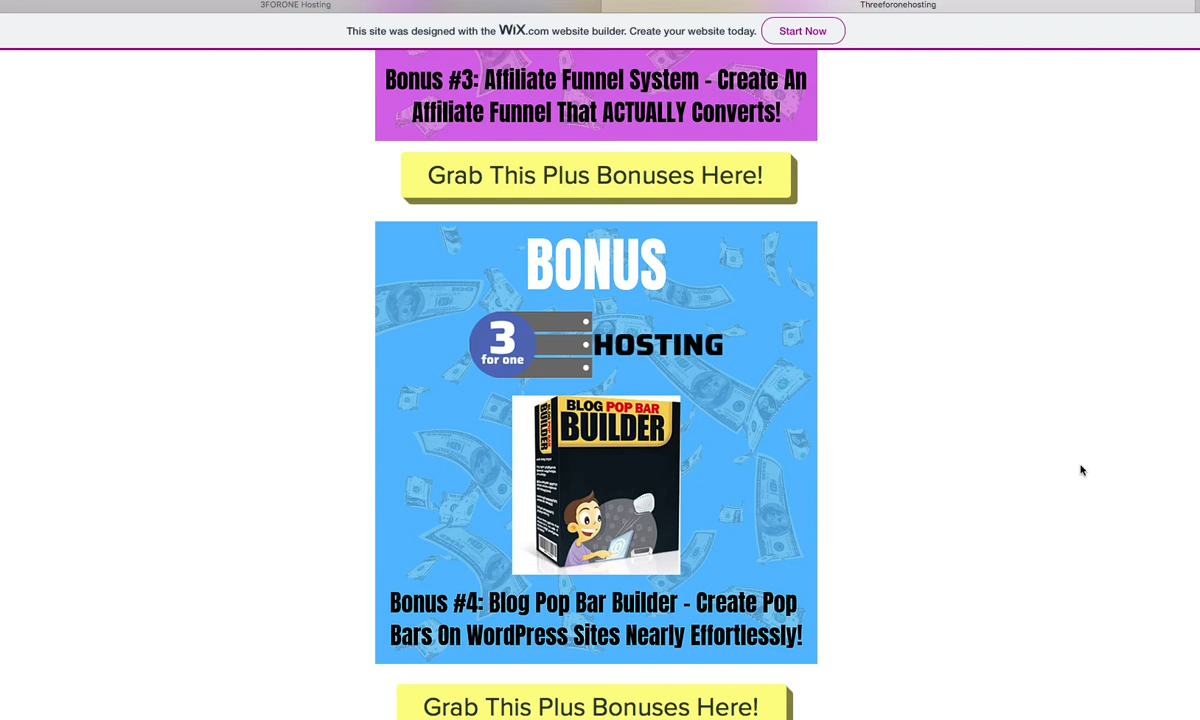 3FORONE Hosting
Threeforonehosting
This site was designed with the WiX.com website builder. Create your website today.
Start Now
Bonus #3: Affiliate Funnel System - Create An
Affiliate Funnel That ACTUALLY Converts!
Grab This Plus Bonuses Here!
BONUS
3
for one
HOSTING
BLOG POP BAR
BUILDER
Bonus #4: Blog Pop Bar Builder - Create Pop
Bars On WordPress Sites Nearly Effortlessly!
Grab This Plus Bonuses Here!